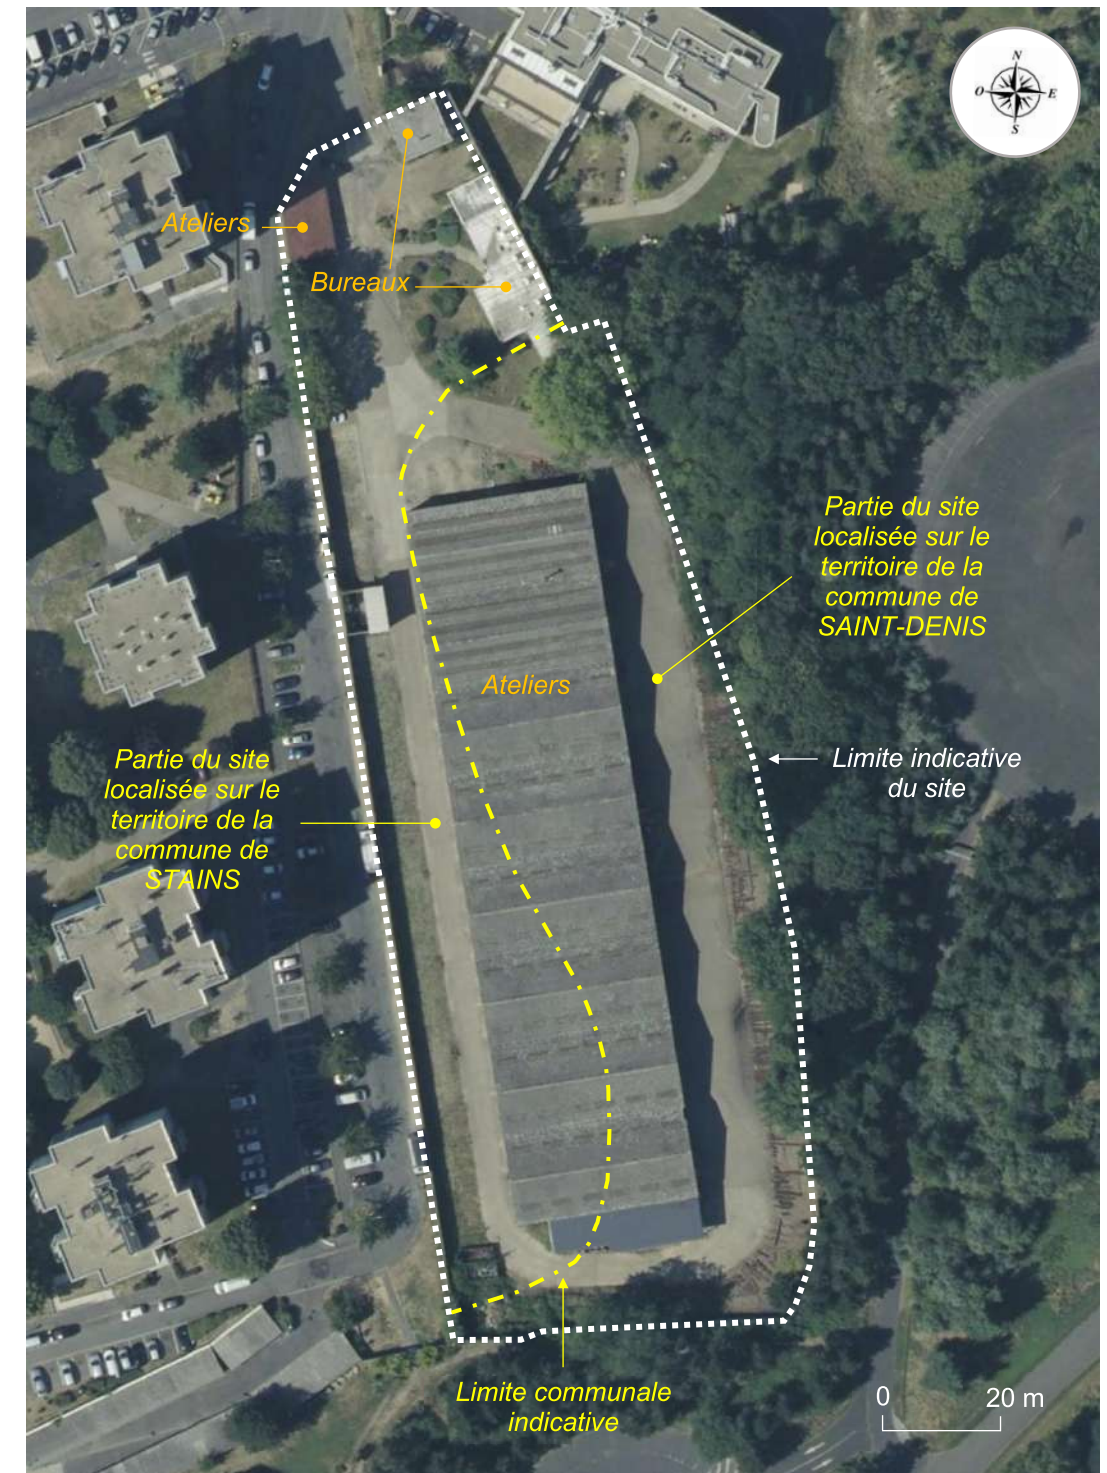 N
O
E
S
Ateliers
Bureaux
Partie du site
localisée sur le
territoire de la
commune de
SAINT-DENIS
Ateliers
Limite indicative
du site
Partie du site
localisée sur le
territoire de la
commune de
STAINS
Limite communale
indicative
0
20 m